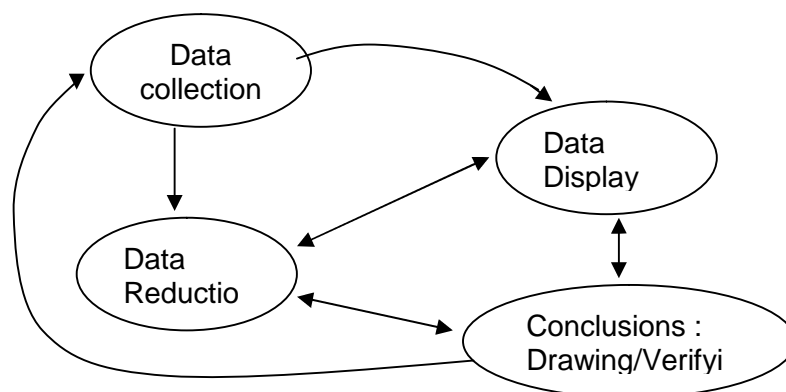 Data
collection
Data
Display
Data
Reductio
Conclusions :
Drawing/Verifyi